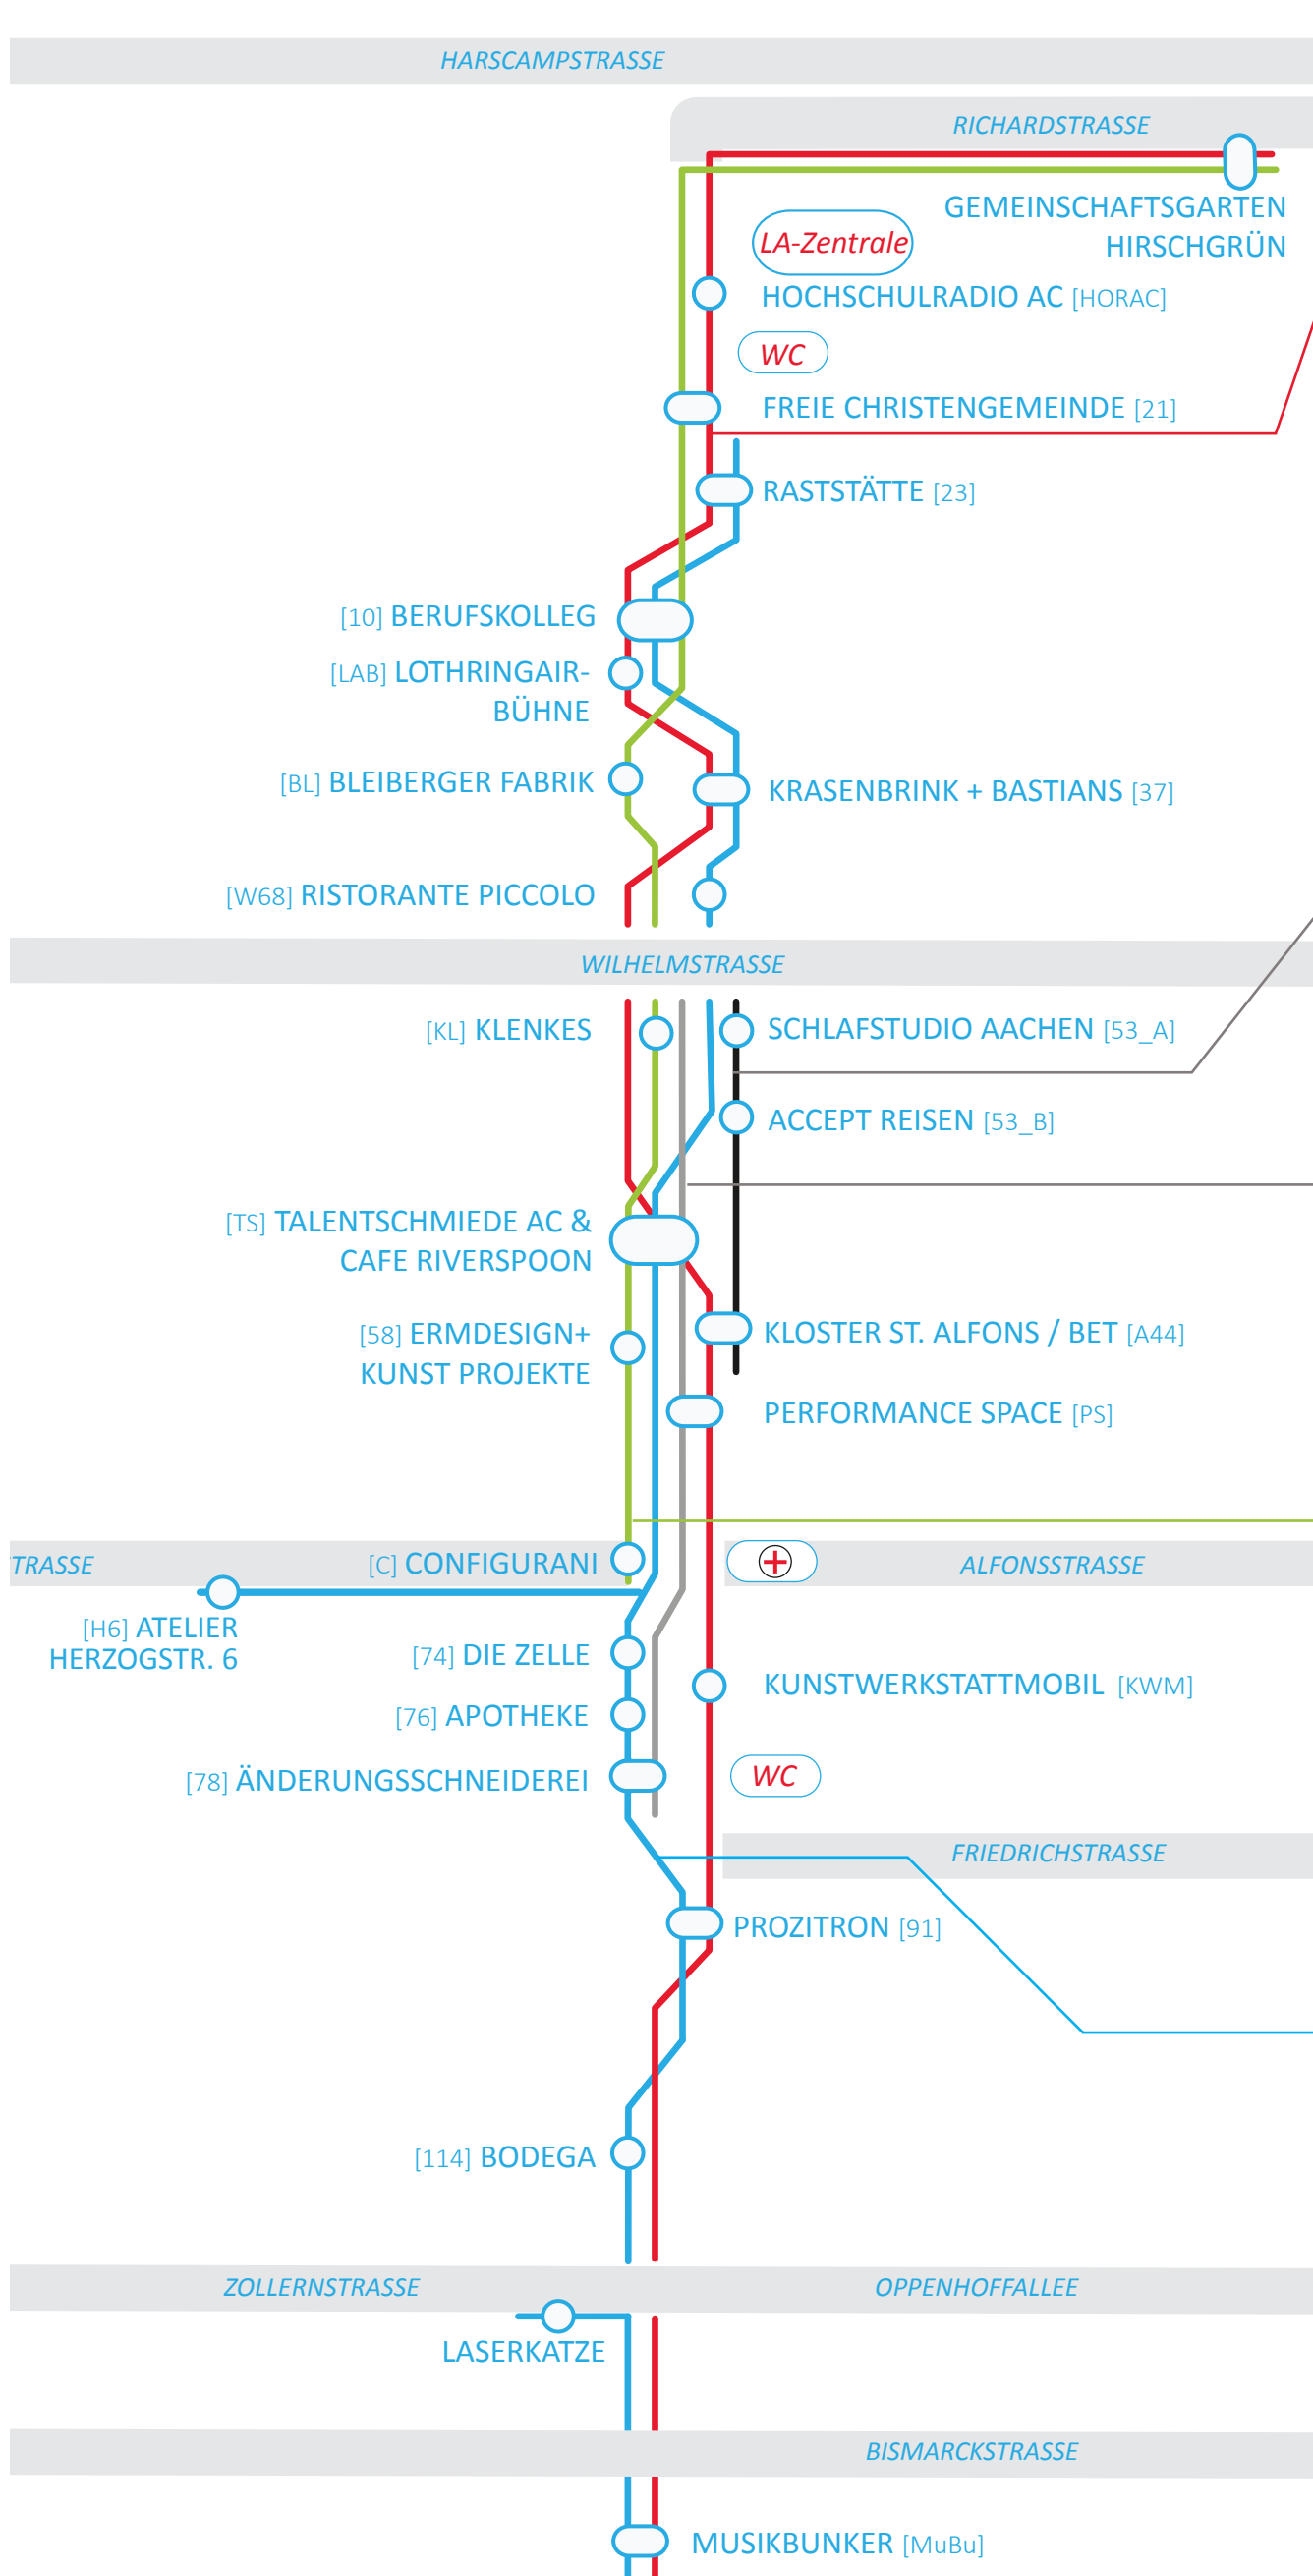 HARSCAMPSTRASSE
RICHARDSTRASSE
GEMEINSCHAFTSGARTEN
HIRSCHGRÜN
LA-Zentrale
HOCHSCHULRADIO AC [HORAC]
WC
FREIE CHRISTENGEMEINDE [21]
RASTSTÄTTE [23]
[10] BERUFSKOLLEG
[LAB] LOTHRINGAIR-
BÜHNE
[BL] BLEIBERGER FABRIK
KRASENBRINK + BASTIANS [37]
[W68] RISTORANTE PICCOLO
WILHELMSTRASSE
[KL] KLENKES
SCHLAFSTUDIO AACHEN [53_A]
ACCEPT REISEN [53_B]
[TS] TALENTSCHMIEDE AC &
CAFE RIVERSPOON
[58] ERMDESIGN+
KUNST PROJEKTE
KLOSTER ST. ALFONS / BET [A44]
PERFORMANCE SPACE [PS]
TRASSE
[C] CONFIGURANI
ALFONSSTRASSE
[H6] ATELIER
HERZOGSTR. 6
[74] DIE ZELLE
KUNSTWERKSTATTMOBIL [KWM]
[76] APOTHEKE
[78] ÄNDERUNGSSCHNEIDEREI
WC
FRIEDRICHSTRASSE
PROZITRON [91]
[114] BODEGA
ZOLLERNSTRASSE
OPPENHOFFALLEE
LASERKATZE
BISMARCKSTRASSE
MUSIKBUNKER [MuBu]